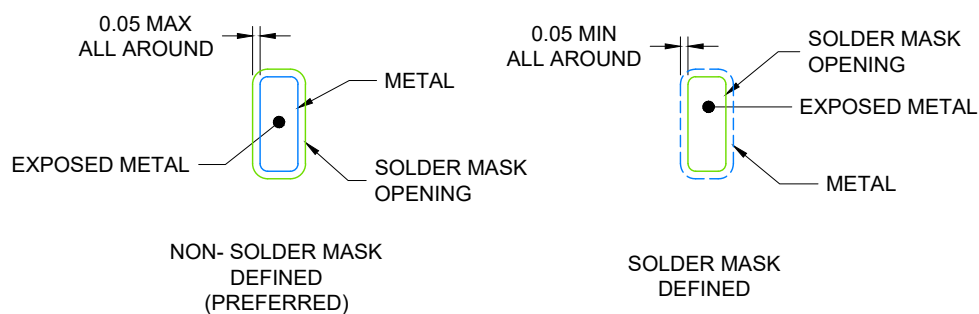 0.05 MAX
ALL AROUND
METAL
EXPOSED METAL
SOLDER MASK
OPENING
NON- SOLDER MASK
DEFINED
(PREFERRED)
0.05 MIN
ALL AROUND
SOLDER MASK
OPENING
EXPOSED METAL
METAL
SOLDER MASK
DEFINED